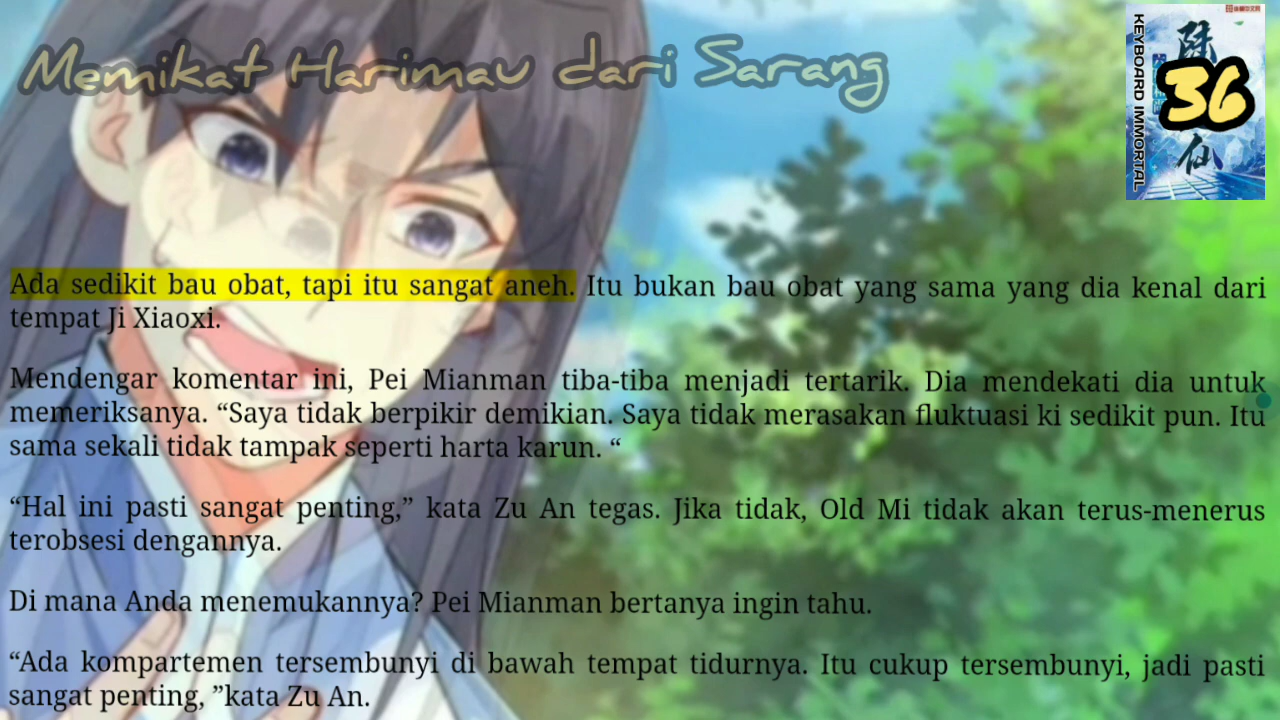 Memikat Harimau dari Sarang
KEYBOARD IMMORTAL
36
仙
Ada sedikit bau obat, tapi itu sangat aneh. Itu bukan bau obat yang sama yang dia kenal dari
tempat Ji Xiaoxi.
Mendengar komentar ini, Pei Mianman tiba-tiba menjadi tertarik. Dia mendekati dia untuk
memeriksanya. “Saya tidak berpikir demikian. Saya tidak merasakan fluktuasi ki sedikit pun. Itu
sama sekali tidak tampak seperti harta karun. “
“Hal ini pasti sangat penting,” kata Zu An tegas. Jika tidak, Old Mi tidak akan terus-menerus
terobsesi dengannya.
Di mana Anda menemukannya? Pei Mianman bertanya ingin tahu.
“Ada kompartemen tersembunyi di bawah tempat tidurnya. Itu cukup tersembunyi, jadi pasti
sangat penting, ”kata Zu An.